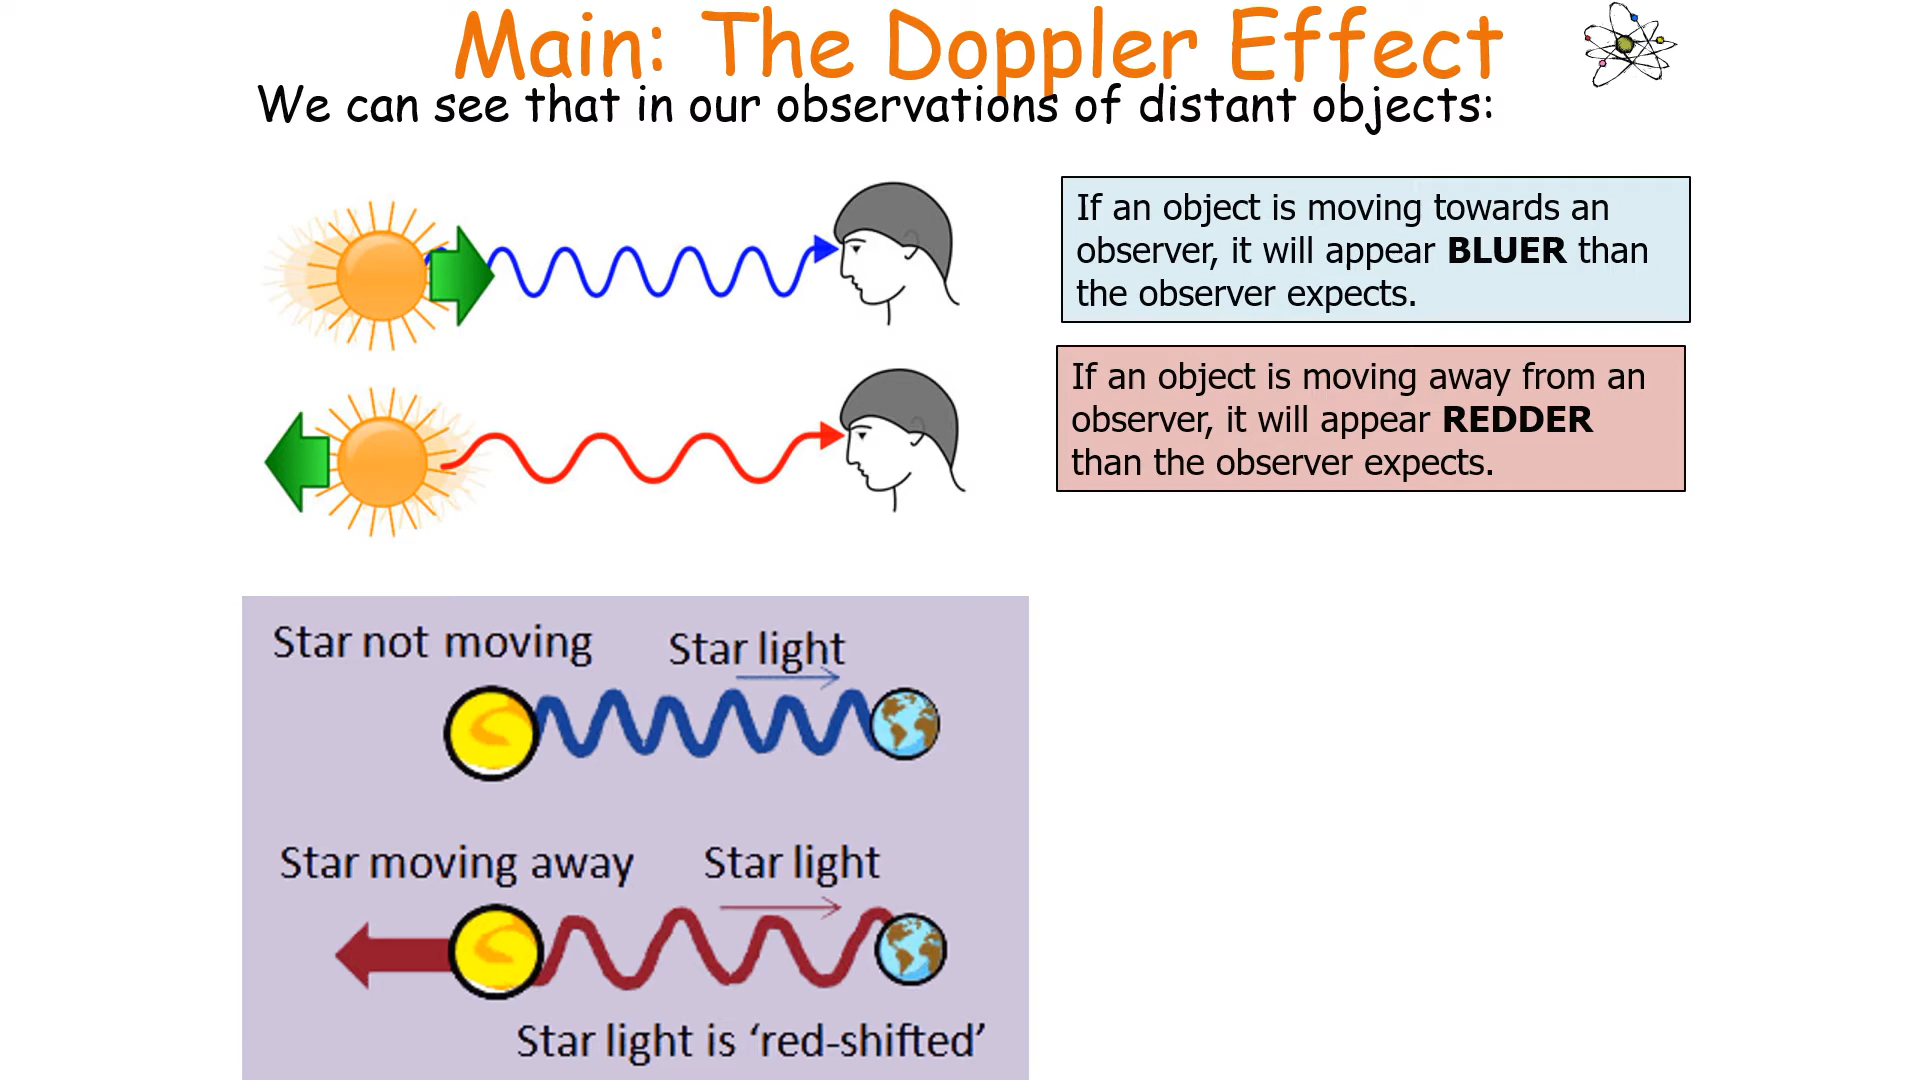 Main: The Doppler Effect
We can see that in our observations of distant objects:
If an object is moving towards an
observer, it will appear BLUER than
the observer expects.
If an object is moving away from an
observer, it will appear REDDER
than the observer expects.
Star not moving
Star light
Star moving away
Star light
Star light is ‘red-shifted’